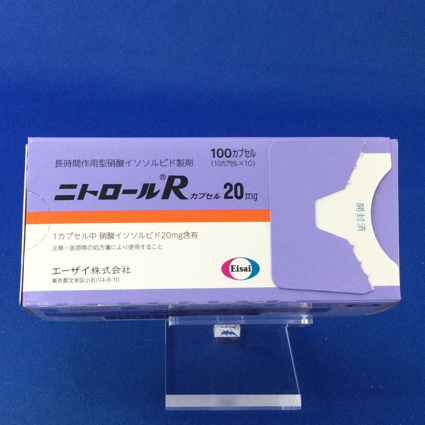 長時間作用型硝酸イソソルビド製剤
100カプセル
(10カプセル×10)
ニトロールR®カプセル 20mg
1カプセル中 硝酸イソソルビド20mg含有
注意-医師等の処方箋により使用すること
エーザイ株式会社
東京都文京区小石川4-6-10
Eisai
開封済